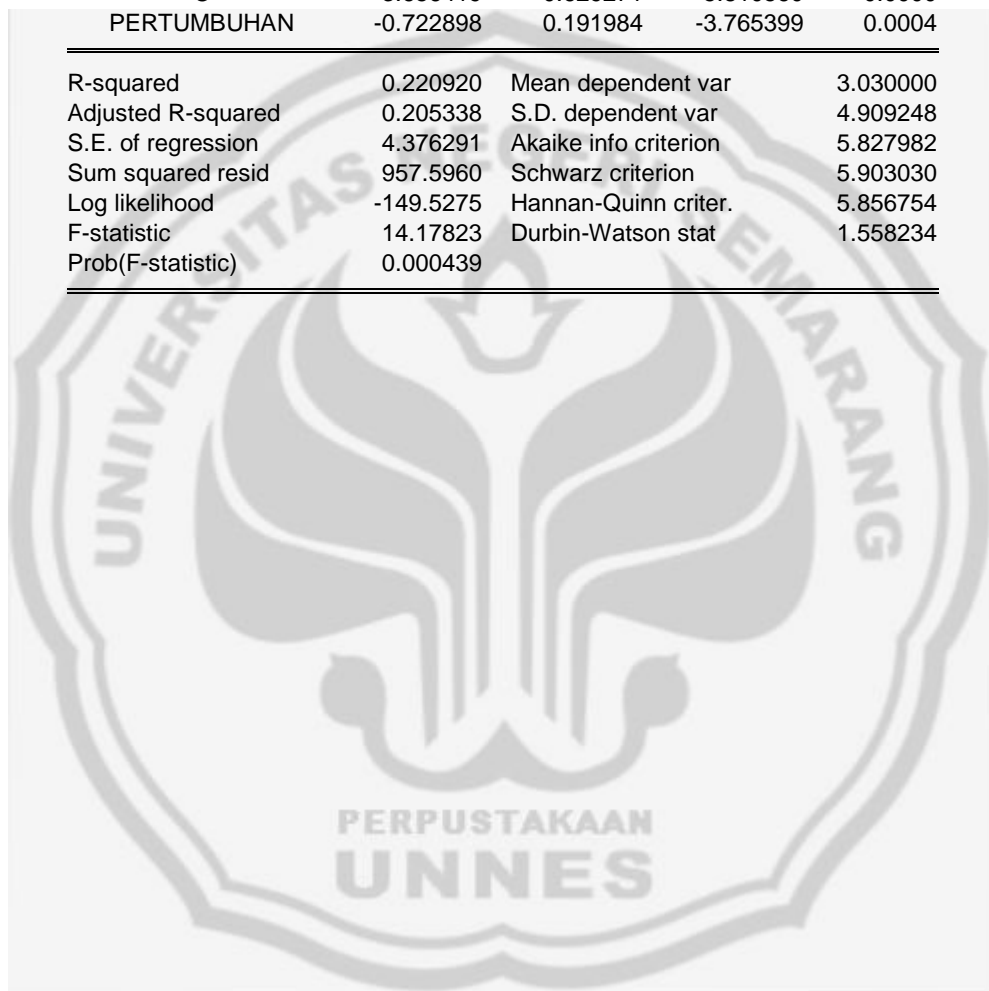 PERTUMBUHAN -0.722898 0.191984 -3.765399 0.0004
R-squared 0.220920 Mean dependent var 3.030000
Adjusted R-squared 0.205338 S.D. dependent var 4.909248
S.E. of regression 4.376291 Akaike info criterion 5.827982
Sum squared resid 957.5960 Schwarz criterion 5.903030
Log likelihood -149.5275 Hannan-Quinn criter. 5.856754
F-statistic 14.17823 Durbin-Watson stat 1.558234
Prob(F-statistic) 0.000439
UNIVERSITAS NEGERI SEMARANG
PERPUSTAKAAN
UNNES